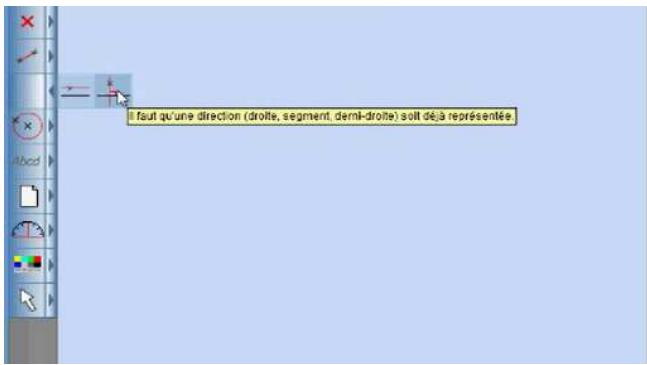 Il faut qu'une direction (droite, segment, demi-droite) soit déjà représentée.
Abcd